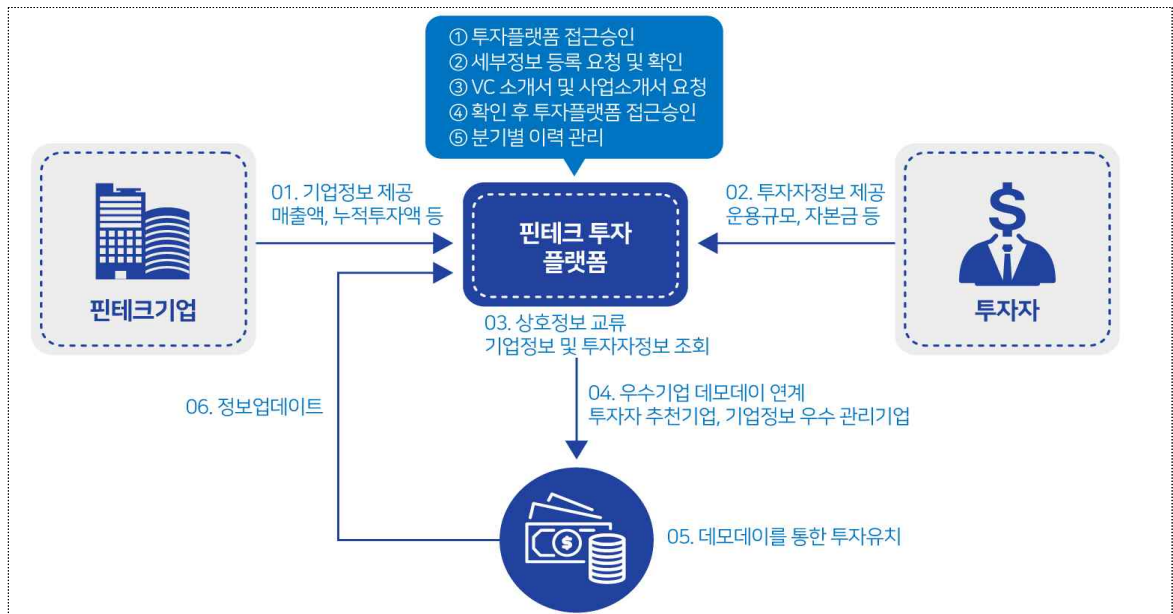 ① 투자플랫폼 접근승인
② 세부정보 등록 요청 및 확인
③ VC 소개서 및 사업소개서 요청
④ 확인 후 투자플랫폼 접근승인
⑤ 분기별 이력 관리
01. 기업정보 제공
매출액, 누적투자액 등
02. 투자자정보 제공
운용규모, 자본금 등
핀테크 투자
플랫폼
핀테크기업
투자자
03. 상호정보 교류
기업정보 및 투자자정보 조회
04. 우수기업 데모데이 연계
투자자 추천기업, 기업정보 우수 관리기업
06. 정보업데이트
05. 데모데이를 통한 투자유치